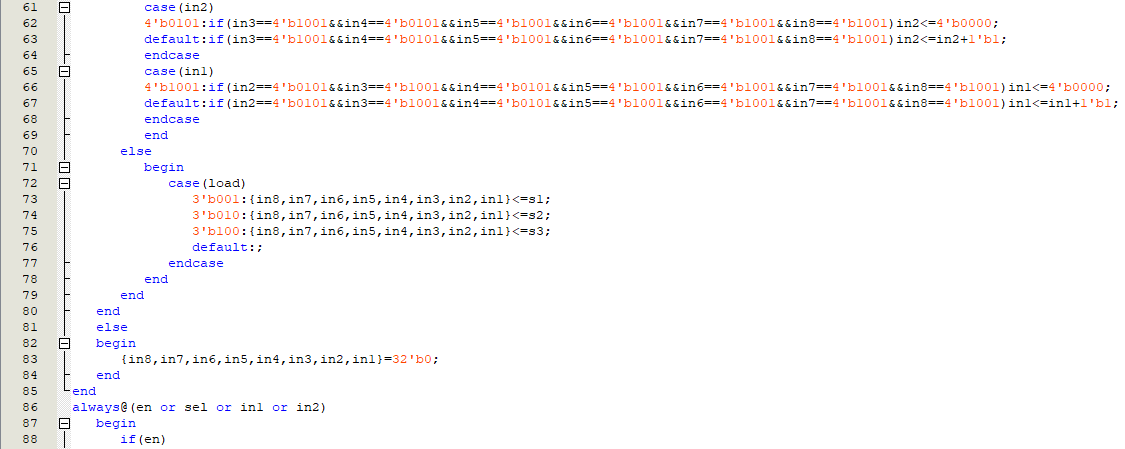 61 case(in2)
62 4'b0101:if(in3==4'b1001&&in4==4'b0101&&in5==4'b1001&&in6==4'b1001&&in7==4'b1001&&in8==4'b1001)in2<=4'b0000;
63 default:if(in3==4'b1001&&in4==4'b0101&&in5==4'b1001&&in6==4'b1001&&in7==4'b1001&&in8==4'b1001)in2<=in2+1'b1;
64 endcase
65 case(in1)
66 4'b1001:if(in2==4'b0101&&in3==4'b1001&&in4==4'b0101&&in5==4'b1001&&in6==4'b1001&&in7==4'b1001&&in8==4'b1001)in1<=4'b0000;
67 default:if(in2==4'b0101&&in3==4'b1001&&in4==4'b0101&&in5==4'b1001&&in6==4'b1001&&in7==4'b1001&&in8==4'b1001)in1<=in1+1'b1;
68 endcase
69 end
70 else
71 begin
72 case(load)
73 3'b001:{in8,in7,in6,in5,in4,in3,in2,in1}<=s1;
74 3'b010:{in8,in7,in6,in5,in4,in3,in2,in1}<=s2;
75 3'b100:{in8,in7,in6,in5,in4,in3,in2,in1}<=s3;
76 default:;
77 endcase
78 end
79 end
80 end
81 else
82 begin
83 {in8,in7,in6,in5,in4,in3,in2,in1}=32'b0;
84 end
85 end
86 always@(en or sel or in1 or in2)
87 begin
88 if(en)